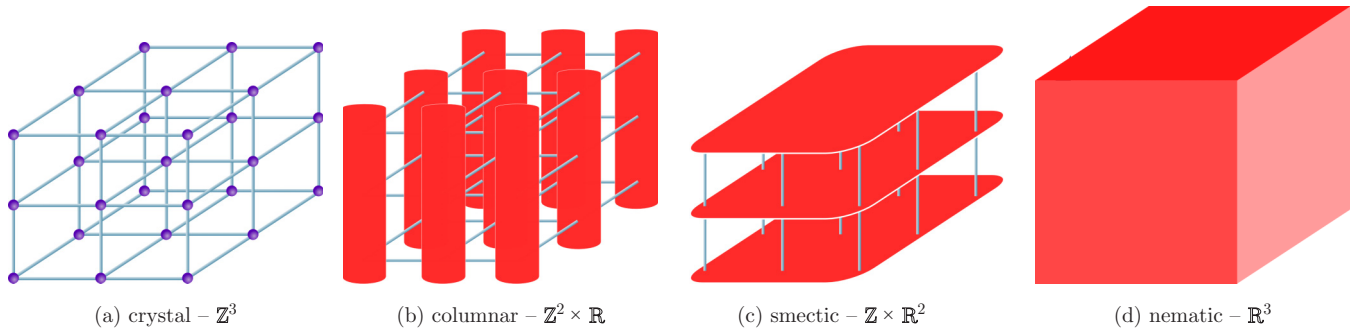 (a) crystal – ℤ³
(b) columnar – ℤ² × ℝ
(c) smectic – ℤ × ℝ²
(d) nematic – ℝ³